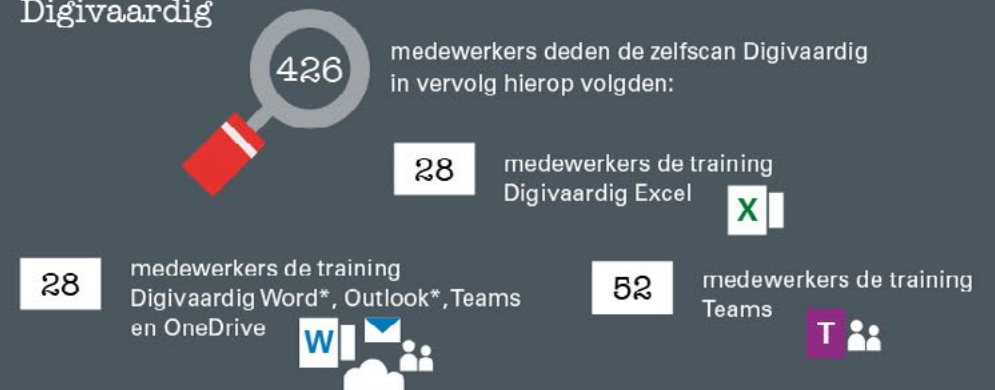 Digivaardig
426
medewerkers deden de zelfscan Digivaardig
in vervolg hierop volgden:
28
medewerkers de training
Digivaardig Excel
X
28
medewerkers de training
Digivaardig Word*, Outlook*, Teams
en OneDrive
W
52
medewerkers de training
Teams
T